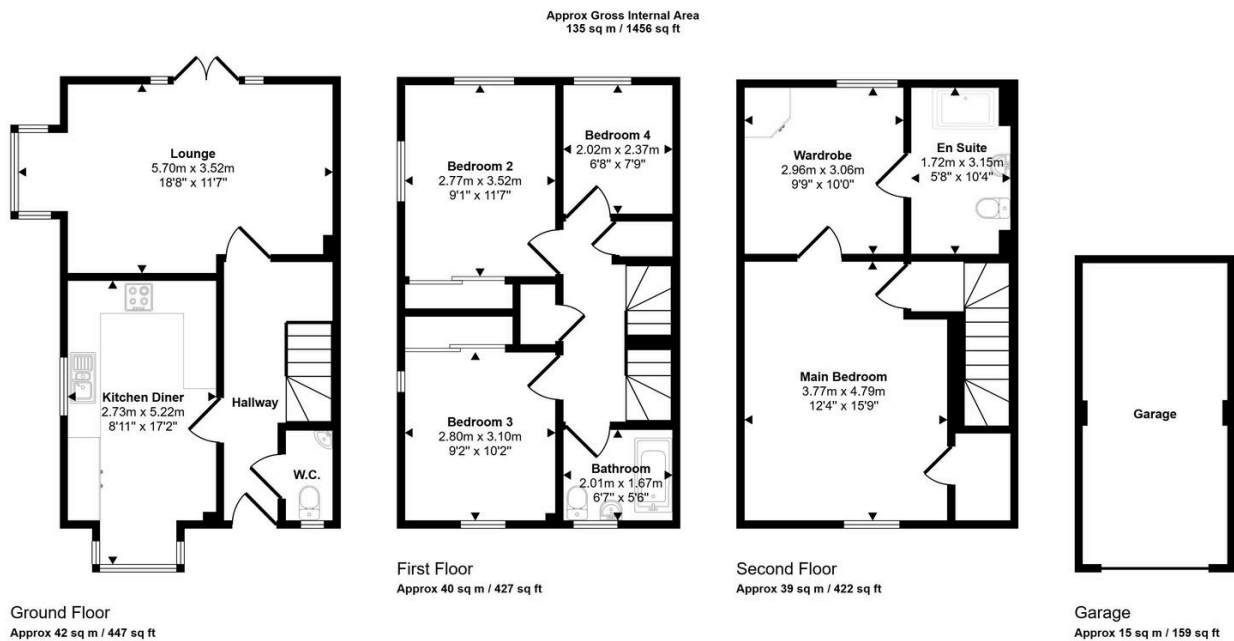 Approx Gross Internal Area
135 sq m / 1456 sq ft
Lounge
5.70m x 3.52m
18'8" x 11'7"
Kitchen Diner
2.73m x 5.22m
8'11" x 17'2"
Hallway
W.C.
Ground Floor
Approx 42 sq m / 447 sq ft
Bedroom 2
2.77m x 3.52m
9'1" x 11'7"
Bedroom 4
2.02m x 2.37m
6'8" x 7'9"
Bedroom 3
2.80m x 3.10m
9'2" x 10'2"
Bathroom
2.01m x 1.67m
6'7" x 5'6"
First Floor
Approx 40 sq m / 427 sq ft
Wardrobe
2.96m x 3.06m
9'9" x 10'0"
En Suite
1.72m x 3.15m
5'8" x 10'4"
Main Bedroom
3.77m x 4.79m
12'4" x 15'9"
Second Floor
Approx 39 sq m / 422 sq ft
Garage
Garage
Approx 15 sq m / 159 sq ft